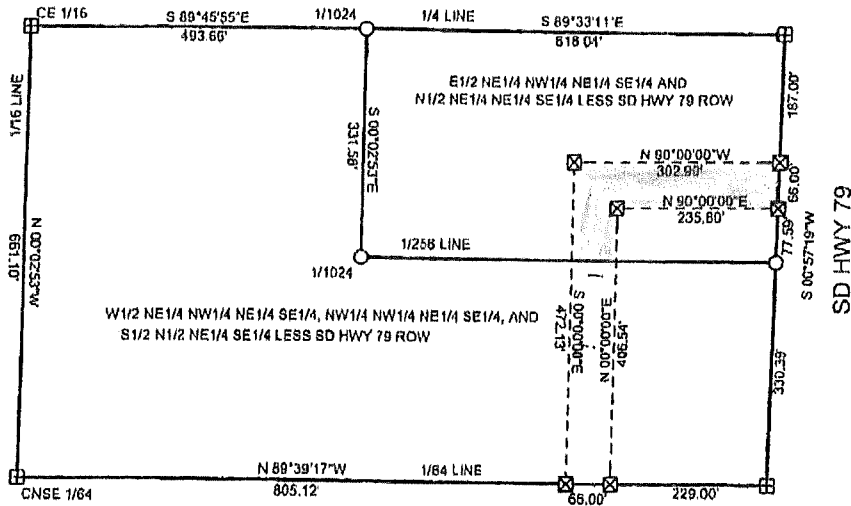 CE 1/16
S 89°45'55"E
1/1024
1/4 LINE
S 89°33'11"E
493.66'
618.01'
E1/2 NE1/4 NW1/4 NE1/4 SE1/4 AND
N1/2 NE1/4 NE1/4 SE1/4 LESS SD HWY 79 ROW
187.00'
1/16 LINE
S 00°02'53"E
331.58'
N 90°00'00"W
302.90'
66.00'
N 90°00'00"E
235.80'
77.59'
S 00°57'19"W
SD HWY 79
N 00°02'53"W
661.10'
1/256 LINE
1/1024
W1/2 NE1/4 NW1/4 NE1/4 SE1/4, NW1/4 NW1/4 NE1/4 SE1/4, AND
S1/2 N1/2 NE1/4 SE1/4 LESS SD HWY 79 ROW
S 00°00'00"E
472.13'
N 00°00'00"E
406.54'
330.39'
N 89°39'17"W
1/64 LINE
CNSE 1/64
805.12'
66.00'
229.00'